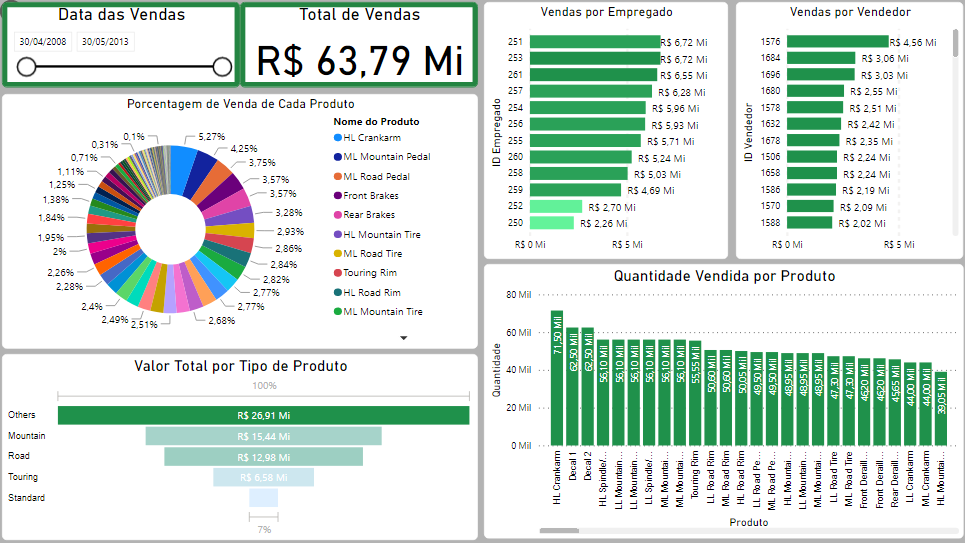 Data das Vendas
30/04/2008
30/05/2013
Total de Vendas
R$ 63,79 Mi
Porcentagem de Venda de Cada Produto
0,1%
0,31%
0,71%
1,11%
1,25%
1,38%
1,84%
1,95%
2%
2,26%
2,28%
2,4%
2,49%
2,51%
2,68%
2,77%
2,77%
2,82%
2,84%
2,86%
2,93%
3,28%
3,57%
3,57%
3,75%
4,25%
5,27%
Nome do Produto
HL Crankarm
ML Mountain Pedal
ML Road Pedal
Front Brakes
Rear Brakes
HL Mountain Tire
ML Road Tire
Touring Rim
HL Road Rim
ML Mountain Tire
Valor Total por Tipo de Produto
100%
Others R$ 26,91 Mi
Mountain R$ 15,44 Mi
Road R$ 12,98 Mi
Touring R$ 6,58 Mi
Standard
7%
Vendas por Empregado
ID Empregado
251 R$ 6,72 Mi
253 R$ 6,72 Mi
261 R$ 6,55 Mi
257 R$ 6,28 Mi
254 R$ 5,96 Mi
256 R$ 5,93 Mi
255 R$ 5,71 Mi
260 R$ 5,24 Mi
258 R$ 5,03 Mi
259 R$ 4,69 Mi
252 R$ 2,70 Mi
250 R$ 2,26 Mi
R$ 0 Mi R$ 5 Mi
Vendas por Vendedor
ID Vendedor
1576 R$ 4,56 Mi
1684 R$ 3,06 Mi
1696 R$ 3,03 Mi
1680 R$ 2,55 Mi
1578 R$ 2,51 Mi
1632 R$ 2,42 Mi
1678 R$ 2,35 Mi
1506 R$ 2,24 Mi
1658 R$ 2,24 Mi
1586 R$ 2,19 Mi
1570 R$ 2,09 Mi
1588 R$ 2,02 Mi
R$ 0 Mi R$ 5 Mi
Quantidade Vendida por Produto
Quantidade
80 Mil
60 Mil
40 Mil
20 Mil
0 Mil
71,50 Mil
62,50 Mil
62,50 Mil
56,10 Mil
56,10 Mil
56,10 Mil
56,10 Mil
56,10 Mil
56,10 Mil
55,55 Mil
50,60 Mil
50,60 Mil
50,05 Mil
49,50 Mil
49,50 Mil
48,95 Mil
48,95 Mil
48,95 Mil
47,30 Mil
47,30 Mil
46,20 Mil
46,20 Mil
45,65 Mil
44,00 Mil
44,00 Mil
39,05 Mil
HL Crankarm
Decal 1
Decal 2
HL Spindle/...
LL Mountain...
LL Mountain...
LL Spindle/...
ML Mountai...
ML Mountai...
Touring Rim
LL Road Rim
ML Road Rim
HL Road Rim
LL Road Pe...
ML Road Pe...
HL Mountai...
LL Mountain...
ML Mountai...
LL Road Tire
ML Road Tire
Front Deraill...
Front Deraill...
Rear Deraill...
LL Crankarm
ML Crankarm
HL Mountai...
Produto